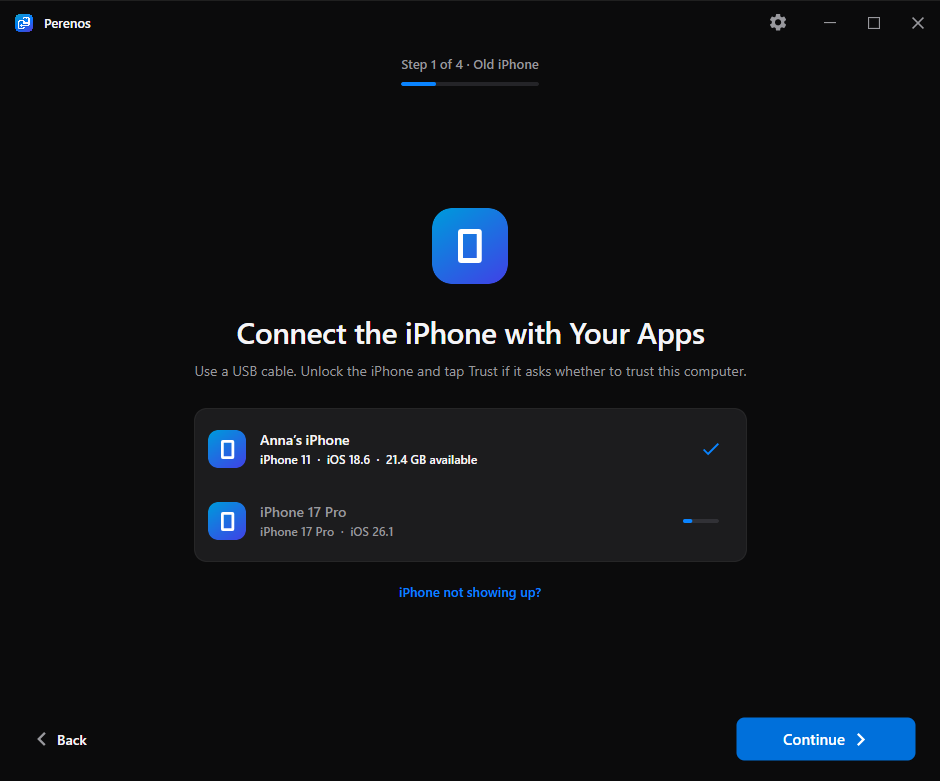 Perenos
Step 1 of 4 · Old iPhone
Connect the iPhone with Your Apps
Use a USB cable. Unlock the iPhone and tap Trust if it asks whether to trust this computer.
Anna’s iPhone
iPhone 11 · iOS 18.6 · 21.4 GB available
iPhone 17 Pro
iPhone 17 Pro · iOS 26.1
iPhone not showing up?
Back
Continue